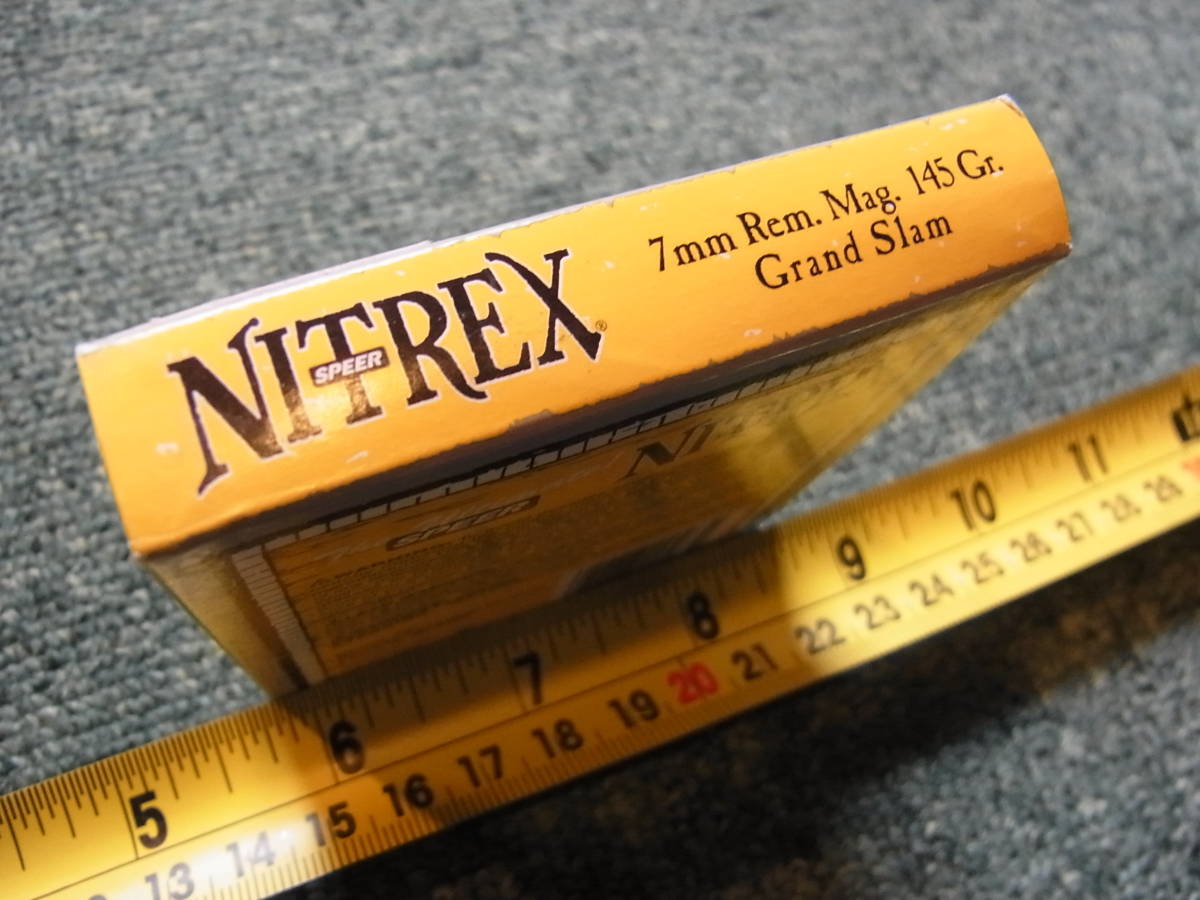 NITREX®
SPEER
7mm Rem. Mag. 145 Gr.
Grand Slam
SPEER
5 6 7 8 9 10 11
13 14 15 16 17 18 19 20 21 22 23 24 25 26 27 28 29